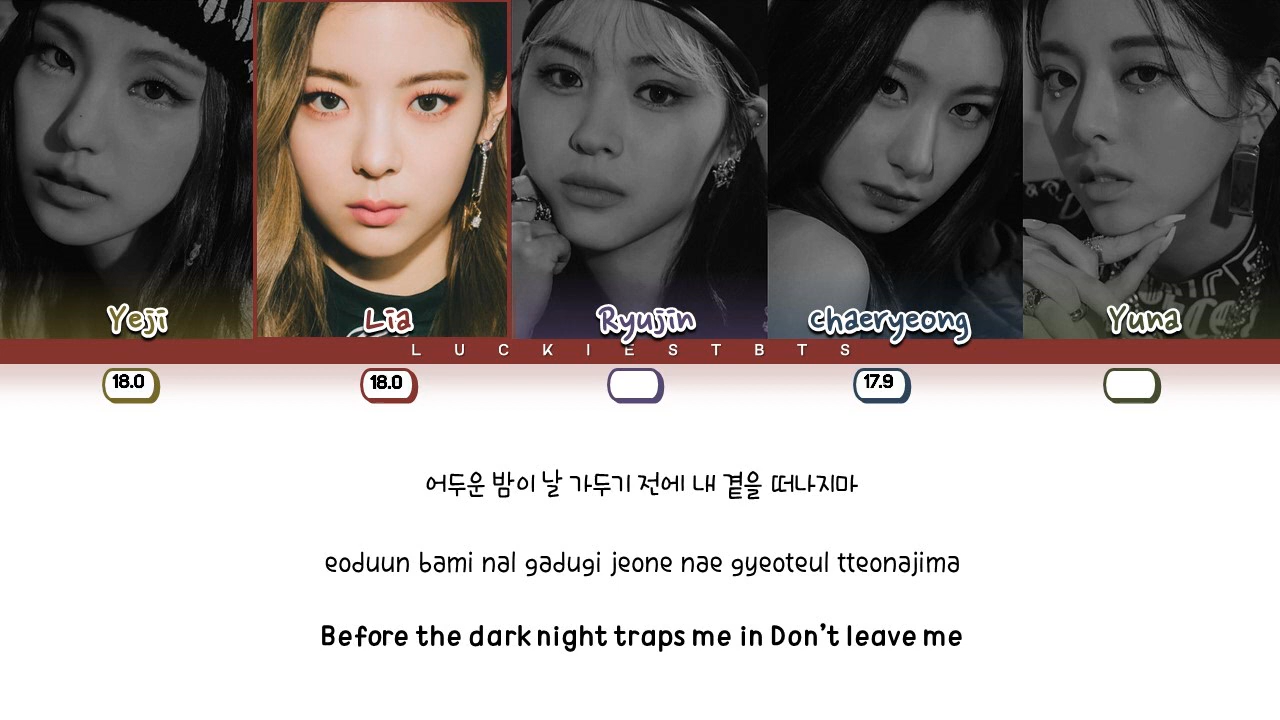 Yeji
Lia
Ryujin
chaeryeong
Yuna
LUCKIESTBTS
18.0
18.0
17.9
어두운 밤이 날 가두기 전에 내 곁을 떠나지마
eoduun bami nal gadugi jeone nae gyeoteul tteonajima
Before the dark night traps me in Don't leave me